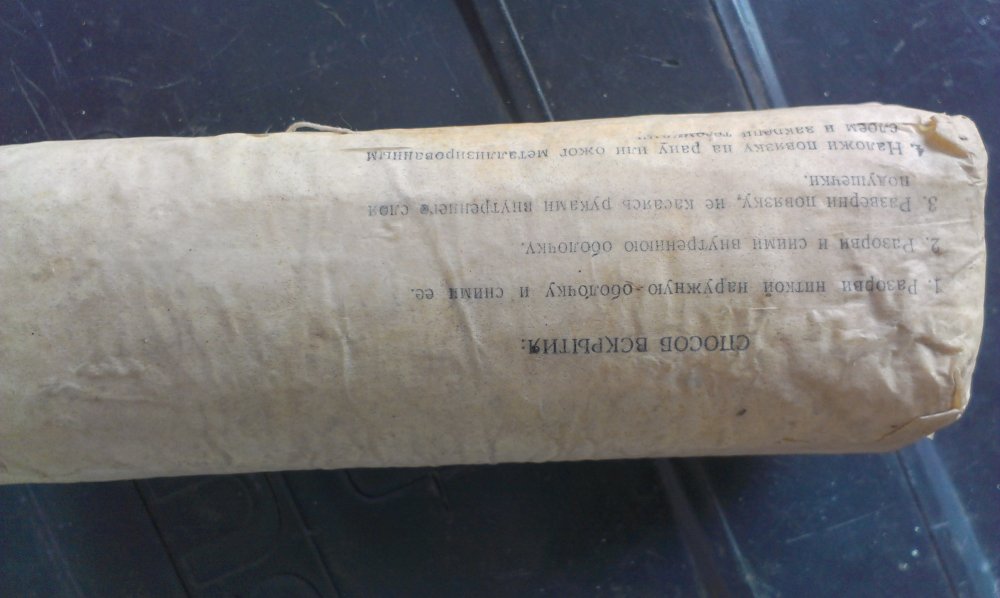 СПОСОБ ВСКРЫТИЯ:
1. Разорви ниткой наружную оболочку и сними ее.
2. Разорви и сними внутреннюю оболочку.
3. Разверни повязку, не касаясь руками внутреннего слоя
подушечки.
4. Наложи повязку на рану или ожог металлизированным
слоем и закрепи тесемками